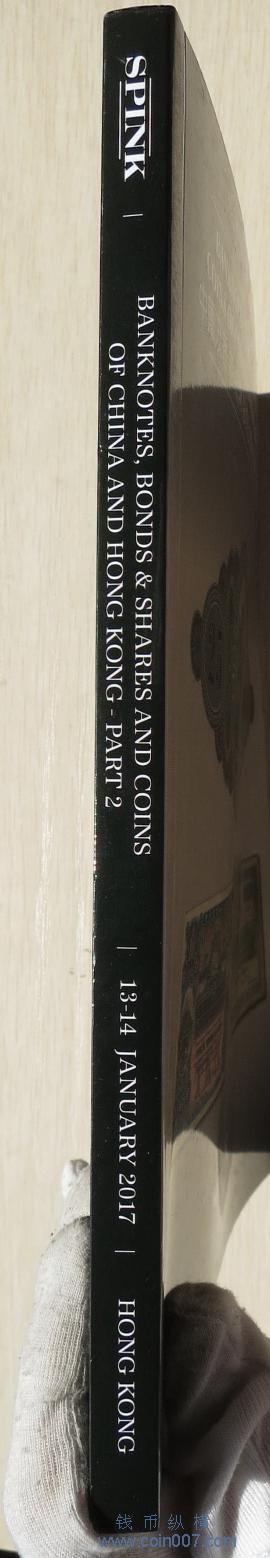 SPINK
BANKNOTES, BONDS & SHARES AND COINS
OF CHINA AND HONG KONG - PART 2
13-14 JANUARY 2017
HONG KONG
钱币纵横
www.coin007.com